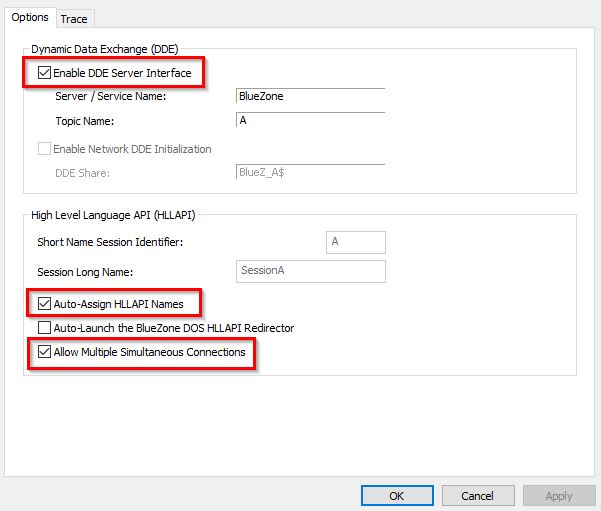 Options
Trace
Dynamic Data Exchange (DDE)
Enable DDE Server Interface
Server / Service Name:
BlueZone
Topic Name:
A
Enable Network DDE Initialization
DDE Share:
BlueZ_A$
High Level Language API (HLLAPI)
Short Name Session Identifier:
A
Session Long Name:
SessionA
Auto-Assign HLLAPI Names
Auto-Launch the BlueZone DOS HLLAPI Redirector
Allow Multiple Simultaneous Connections
OK
Cancel
Apply